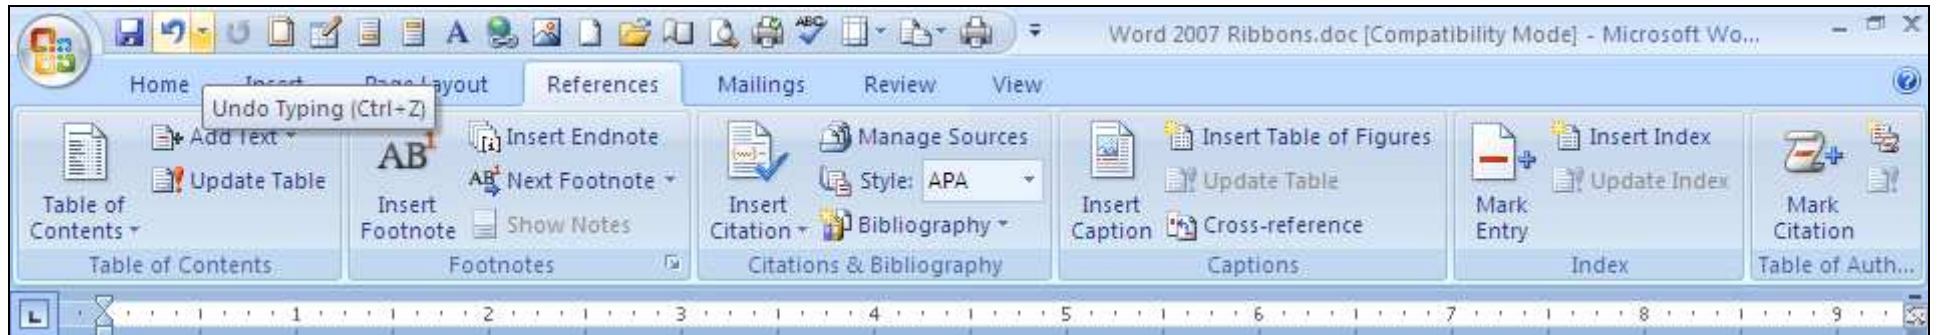 Word 2007 Ribbons.doc [Compatibility Mode] - Microsoft Wo...
Home Insert Page Layout References Mailings Review View
Undo Typing (Ctrl+Z)
Table of
Contents
Add Text
Update Table
Table of Contents
AB1
Insert
Footnote
Insert Endnote
AB1 Next Footnote
Show Notes
Footnotes
Insert
Citation
Manage Sources
Style: APA
Bibliography
Citations & Bibliography
Insert
Caption
Insert Table of Figures
Update Table
Cross-reference
Captions
Mark
Entry
Insert Index
Update Index
Index
Mark
Citation
Table of Auth...
L 1 2 3 4 5 6 7 8 9